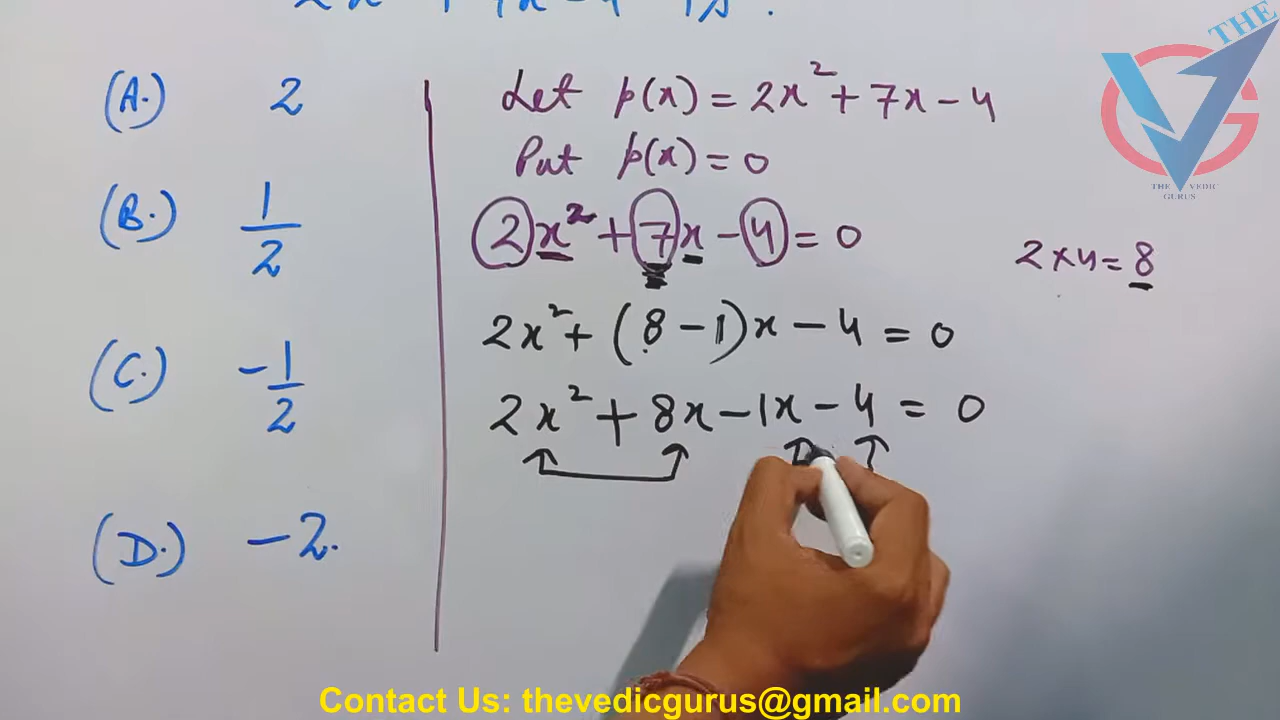 (A.) 2
(B.) 1/2
(C.) -1/2
(D.) -2.
Let p(x) = 2x² + 7x - 4
Put p(x) = 0
2x² + 7x - 4 = 0
2 × 4 = 8
2x² + (8 - 1)x - 4 = 0
2x² + 8x - 1x - 4 = 0
THE
VG
THE VEDIC
GURUS
Contact Us: thevedicgurus@gmail.com